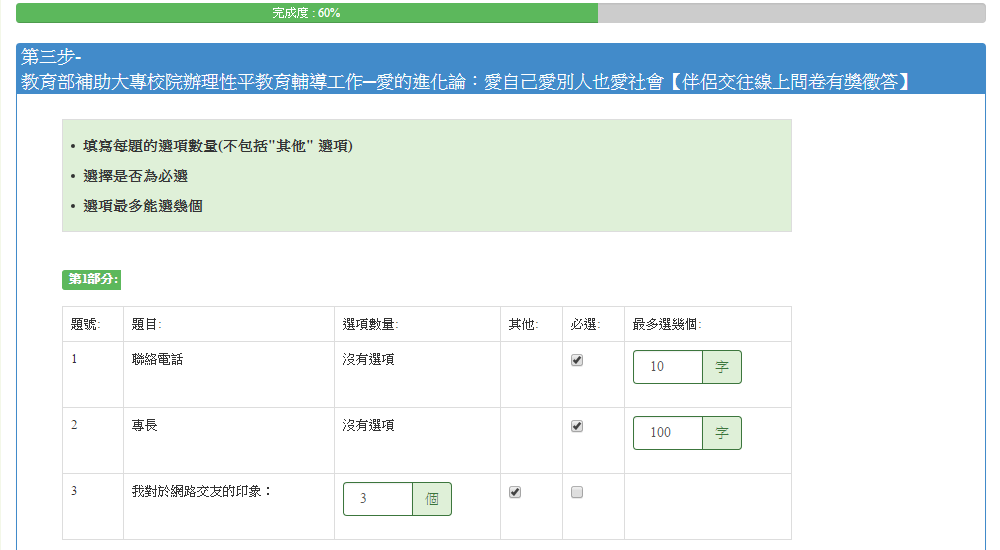 完成度 : 60%
第三步-
教育部補助大專校院辦理性平教育輔導工作─愛的進化論：愛自己愛別人也愛社會【伴侶交往線上問卷有獎徵答】
• 填寫每題的選項數量(不包括"其他" 選項)
• 選擇是否為必選
• 選項最多能選幾個
第1部分:
題號: 題目: 選項數量: 其他: 必選: 最多選幾個:
1 聯絡電話 沒有選項 10 字
2 專長 沒有選項 100 字
3 我對於網路交友的印象： 3 個